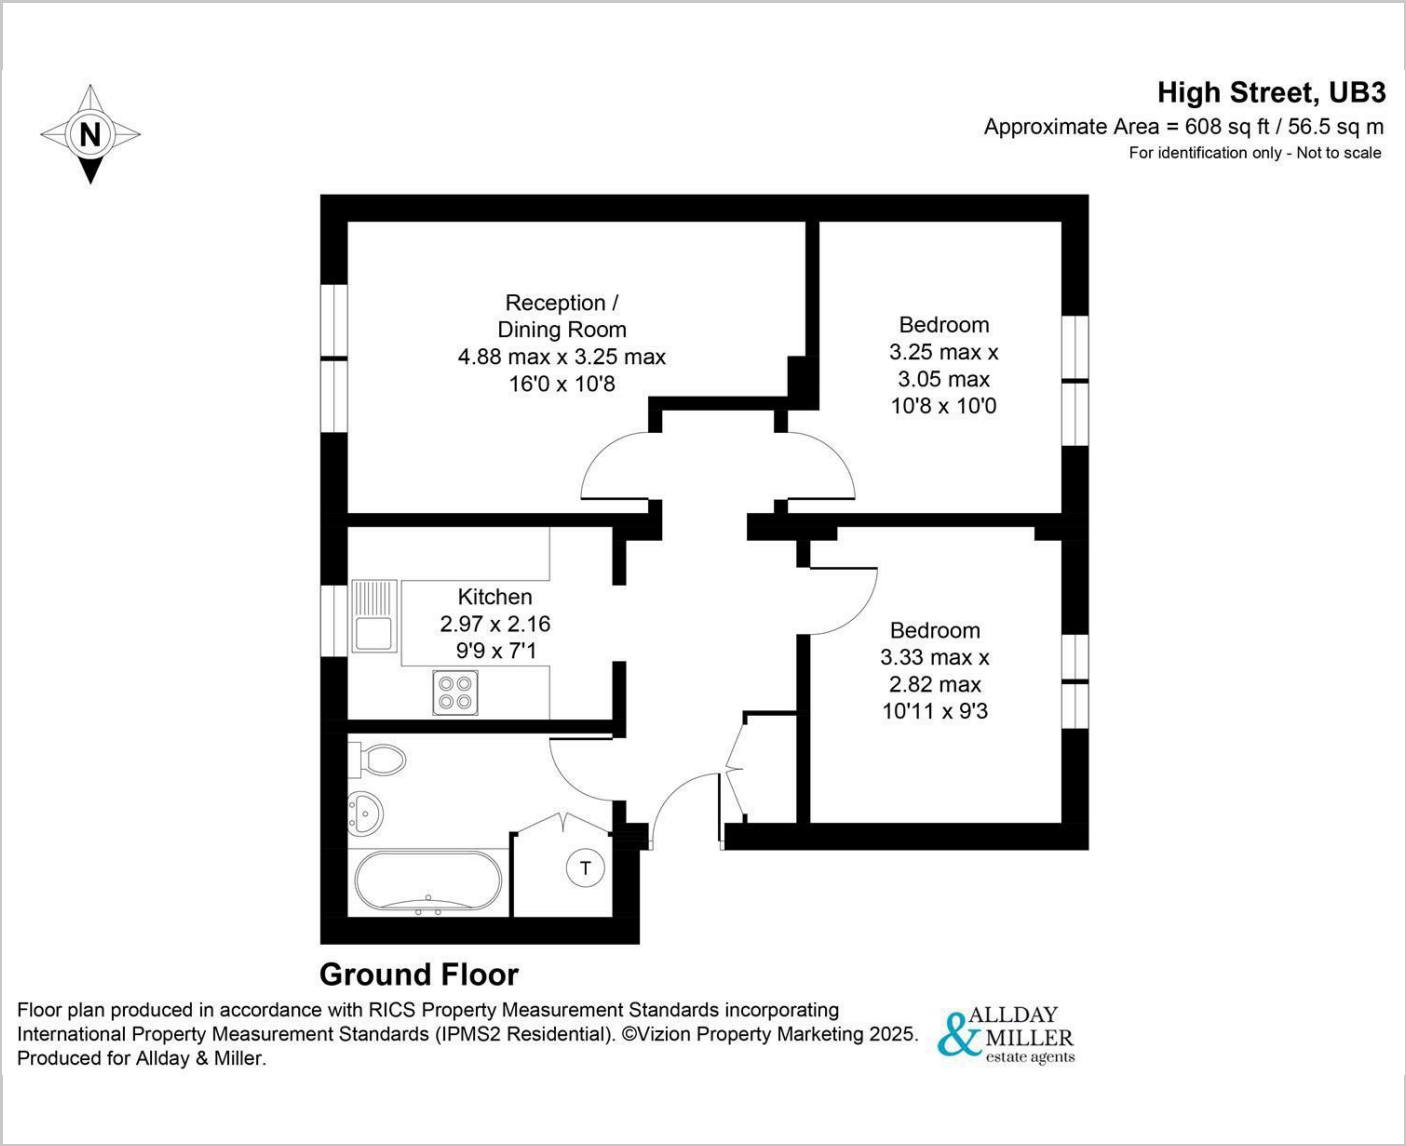 N
High Street, UB3
Approximate Area = 608 sq ft / 56.5 sq m
For identification only - Not to scale
Reception /
Dining Room
4.88 max x 3.25 max
16'0 x 10'8
Bedroom
3.25 max x
3.05 max
10'8 x 10'0
Kitchen
2.97 x 2.16
9'9 x 7'1
Bedroom
3.33 max x
2.82 max
10'11 x 9'3
T
Ground Floor
Floor plan produced in accordance with RICS Property Measurement Standards incorporating
International Property Measurement Standards (IPMS2 Residential). ©Vizion Property Marketing 2025.
Produced for Allday & Miller.
ALLDAY
& MILLER
estate agents